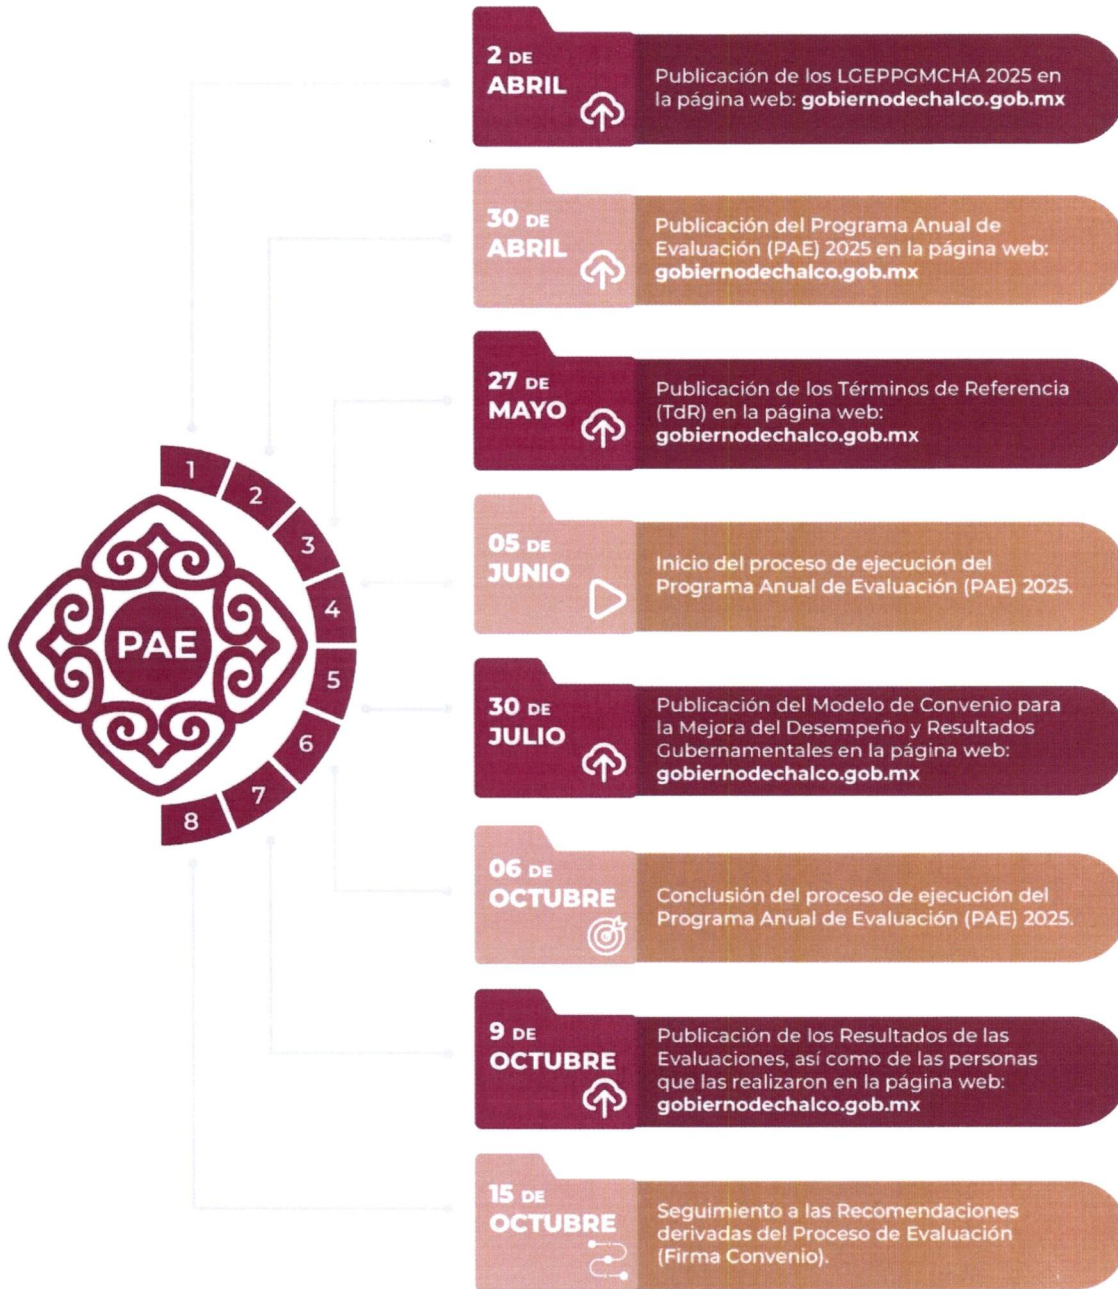 2 DE
ABRIL
Publicación de los LGEPPGMCHA 2025 en
la página web: gobiernodechalco.gob.mx
30 DE
ABRIL
Publicación del Programa Anual de
Evaluación (PAE) 2025 en la página web:
gobiernodechalco.gob.mx
27 DE
MAYO
Publicación de los Términos de Referencia
(TdR) en la página web:
gobiernodechalco.gob.mx
05 DE
JUNIO
Inicio del proceso de ejecución del
Programa Anual de Evaluación (PAE) 2025.
30 DE
JULIO
Publicación del Modelo de Convenio para
la Mejora del Desempeño y Resultados
Gubernamentales en la página web:
gobiernodechalco.gob.mx
06 DE
OCTUBRE
Conclusión del proceso de ejecución del
Programa Anual de Evaluación (PAE) 2025.
9 DE
OCTUBRE
Publicación de los Resultados de las
Evaluaciones, así como de las personas
que las realizaron en la página web:
gobiernodechalco.gob.mx
15 DE
OCTUBRE
Seguimiento a las Recomendaciones
derivadas del Proceso de Evaluación
(Firma Convenio).
PAE
1
2
3
4
5
6
7
8